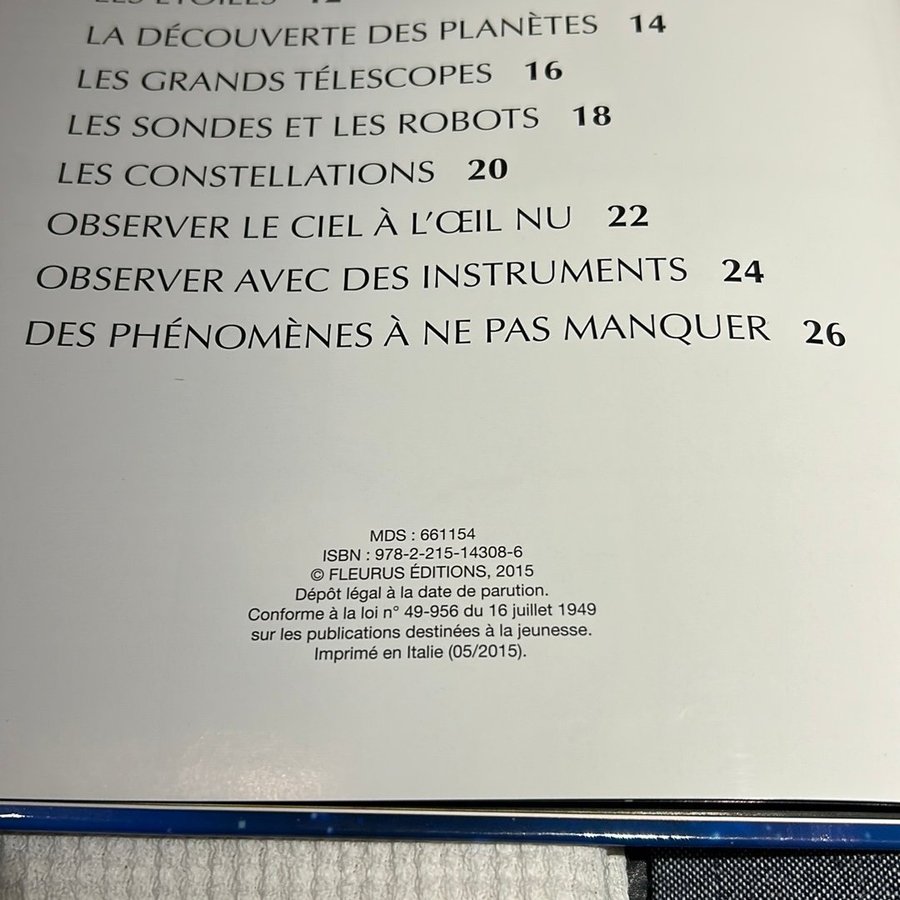 LES ÉTOILES 12
LA DÉCOUVERTE DES PLANÈTES 14
LES GRANDS TÉLESCOPES 16
LES SONDES ET LES ROBOTS 18
LES CONSTELLATIONS 20
OBSERVER LE CIEL À L'ŒIL NU 22
OBSERVER AVEC DES INSTRUMENTS 24
DES PHÉNOMÈNES À NE PAS MANQUER 26
MDS : 661154
ISBN : 978-2-215-14308-6
© FLEURUS ÉDITIONS, 2015
Dépôt légal à la date de parution.
Conforme à la loi n° 49-956 du 16 juillet 1949
sur les publications destinées à la jeunesse.
Imprimé en Italie (05/2015).